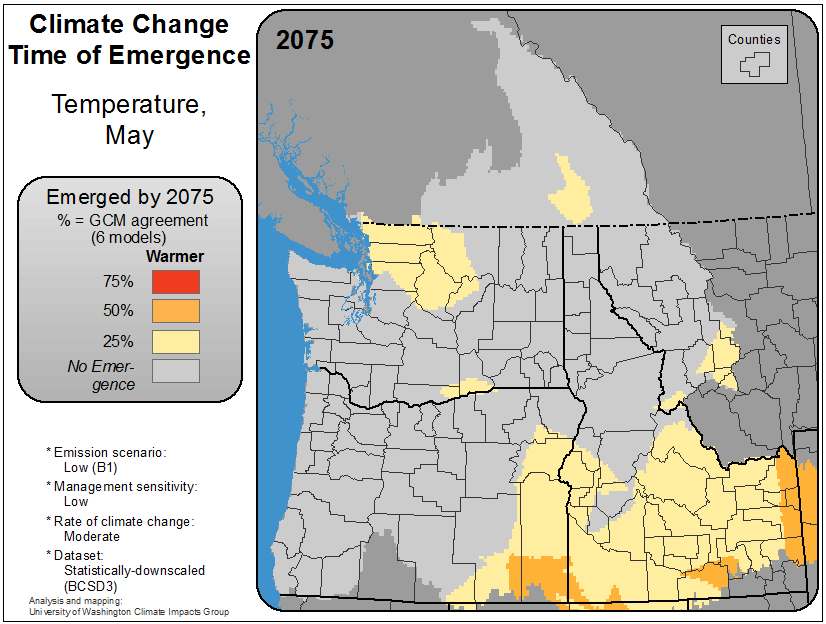 Climate Change
Time of Emergence
Temperature,
May
Emerged by 2075
% = GCM agreement
(6 models)
Warmer
75%
50%
25%
No Emer-
gence
* Emission scenario:
Low (B1)
* Management sensitivity:
Low
* Rate of climate change:
Moderate
* Dataset:
Statistically-downscaled
(BCSD3)
Analysis and mapping:
University of Washington Climate Impacts Group
2075
Counties